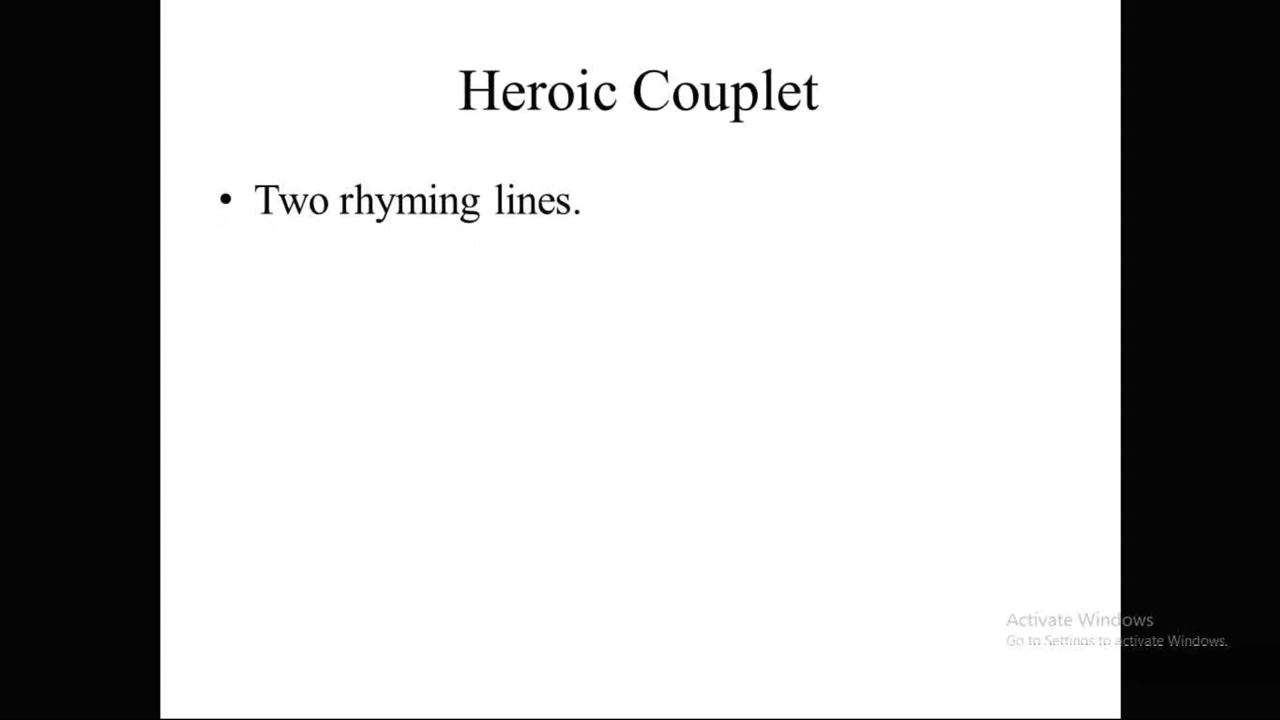 Heroic Couplet
• Two rhyming lines.
Activate Windows
Go to Settings to activate Windows.